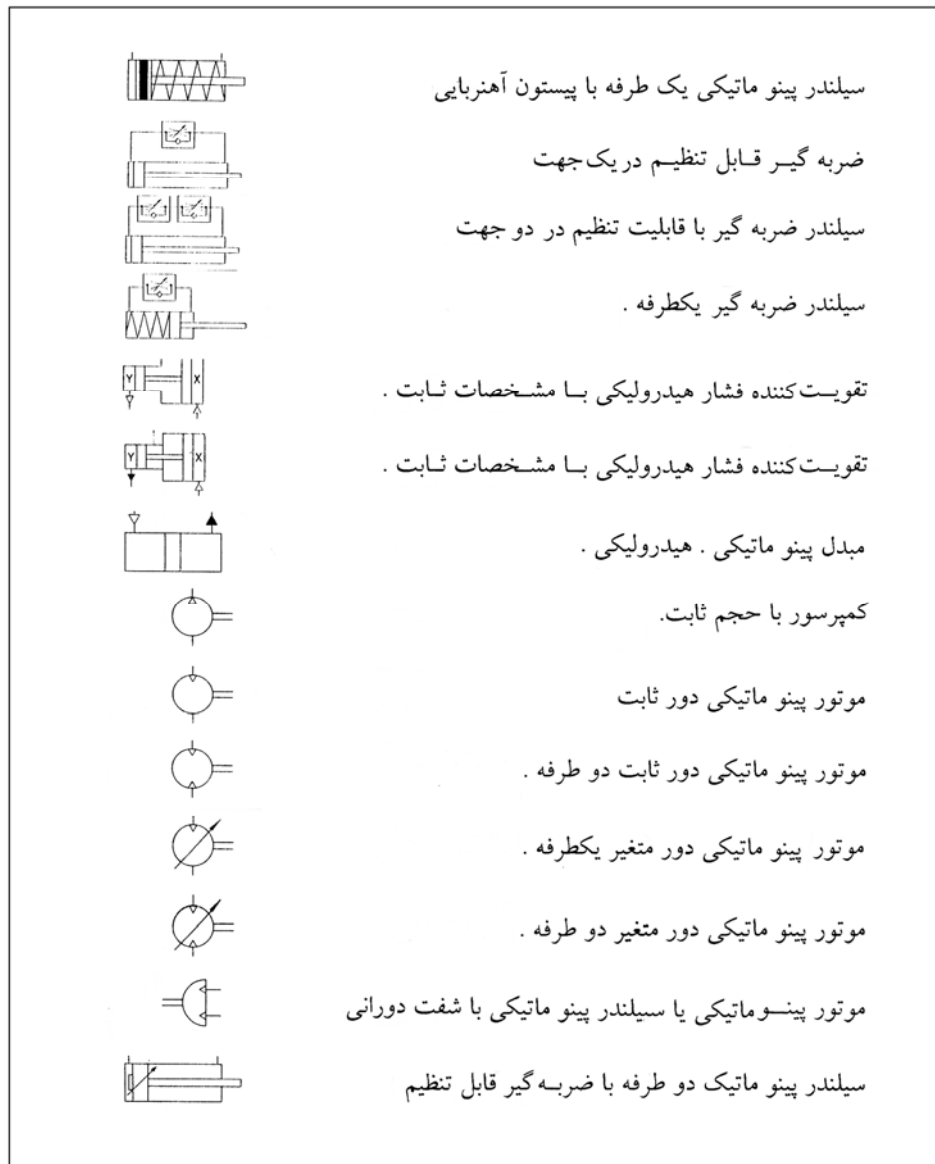 سیلندر پینو ماتیکی یک طرفه با پیستون آهنربایی
ضربه گیر قابل تنظیم در یک جهت
سیلندر ضربه گیر با قابلیت تنظیم در دو جهت
سیلندر ضربه گیر یکطرفه .
Y X تقویت کننده فشار هیدرولیکی با مشخصات ثابت .
Y X تقویت کننده فشار هیدرولیکی با مشخصات ثابت .
مبدل پینو ماتیکی . هیدرولیکی .
کمپرسور با حجم ثابت.
موتور پینو ماتیکی دور ثابت
موتور پینو ماتیکی دور ثابت دو طرفه .
موتور پینو ماتیکی دور متغیر یکطرفه .
موتور پینو ماتیکی دور متغیر دو طرفه .
موتور پینوماتیکی یا سیلندر پینو ماتیکی با شفت دورانی
سیلندر پینو ماتیک دو طرفه با ضربه گیر قابل تنظیم